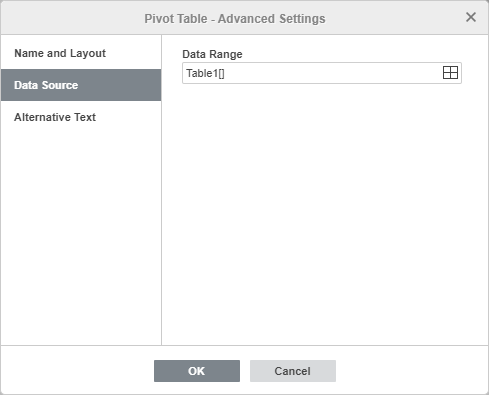 Pivot Table - Advanced Settings
Name and Layout
Data Source
Alternative Text
Data Range
Table1[]
OK
Cancel